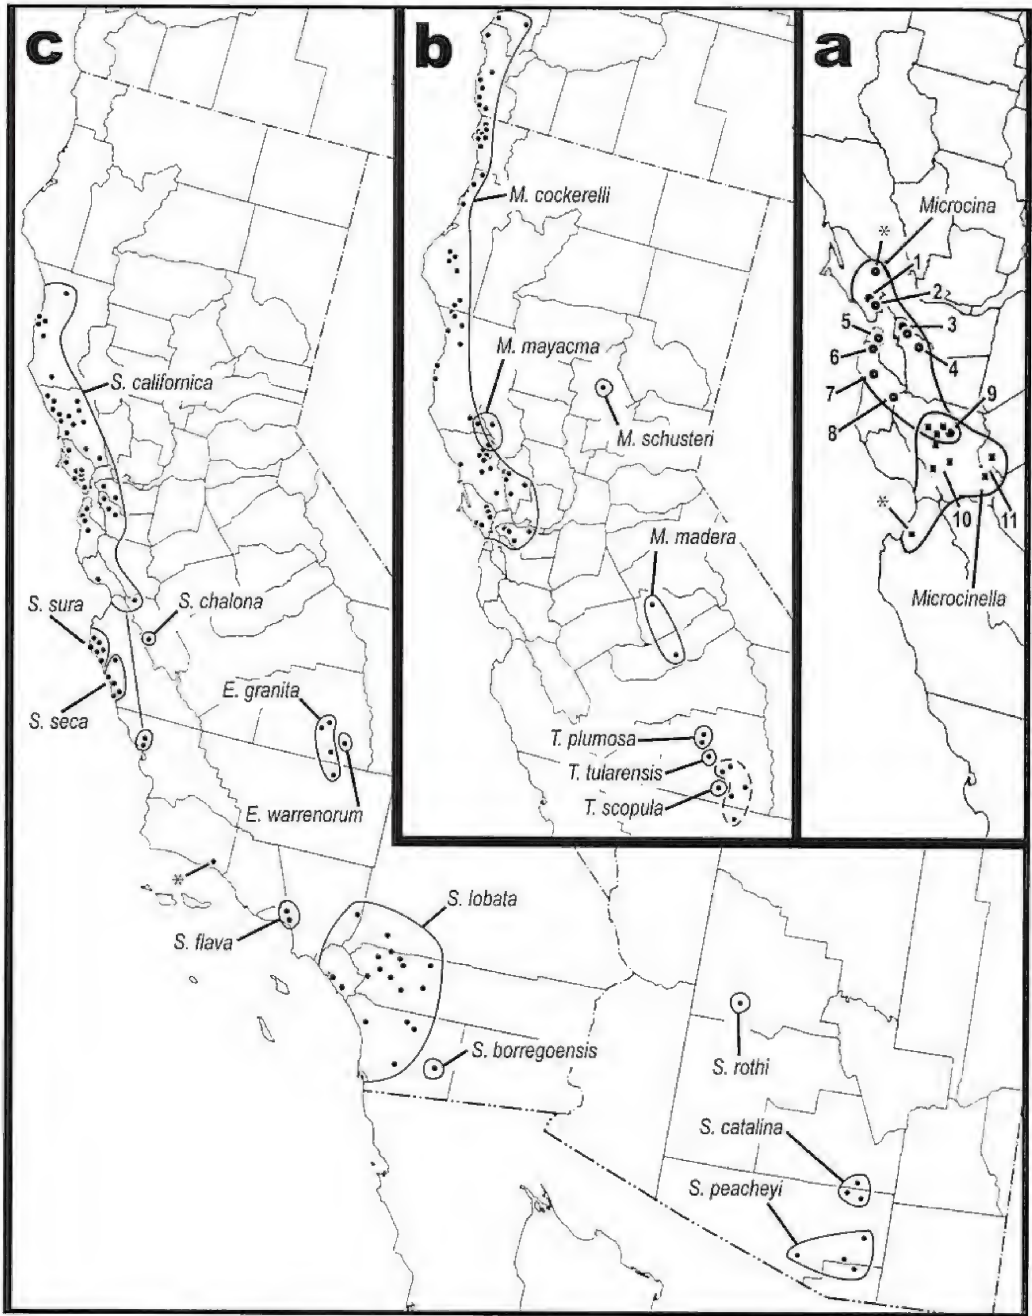 c
S. californica
S. sura
S. chalona
S. seca
E. granita
E. warrenorum
*
S. flava
S. lobata
S. borregoensis
S. rothi
S. catalina
S. peacheyi
b
M. cockerelli
M. mayacma
M. schusteri
M. madera
T. plumosa
T. tularensis
T. scopula
a
Microcina
*
1
2
3
5
6
4
7
9
8
*
10
11
Microcinella